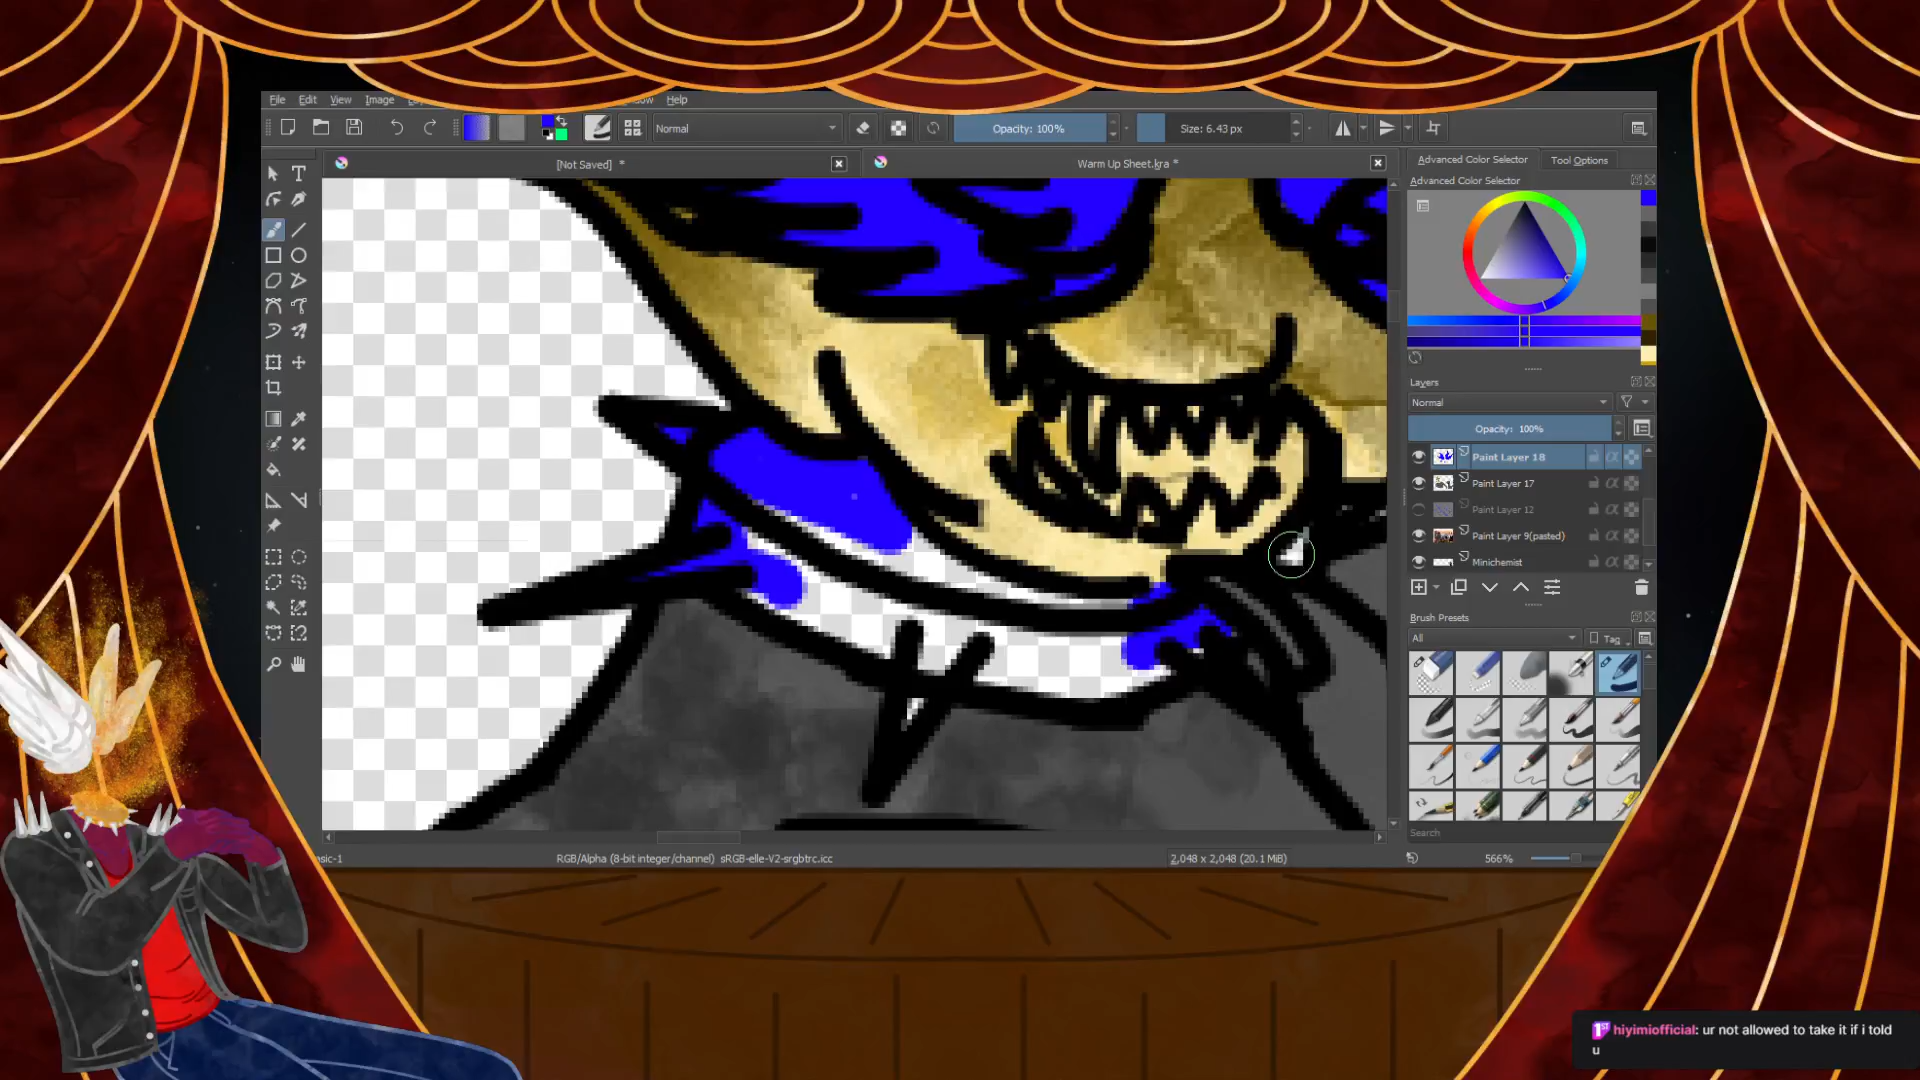 File Edit View Image Help
Normal Opacity: 100% Size: 6.43 px
[Not Saved] * Warm Up Sheet.kra *
Advanced Color Selector Tool Options
Advanced Color Selector
Layers
Normal
Opacity: 100%
Paint Layer 18
Paint Layer 17
Paint Layer 12
Paint Layer 9(pasted)
Minichemist
Brush Presets
All Tag
Search
RGB/Alpha (8-bit integer/channel) sRGB-elle-V2-srgbtrc.icc 2,048 x 2,048 (20.1 MiB) 566%
hiyimiofficial: ur not allowed to take it if i told
u